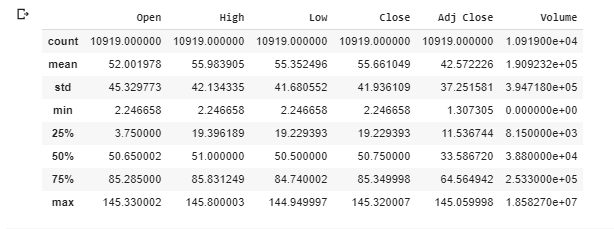 Open High Low Close Adj Close Volume
count 10919.000000 10919.000000 10919.000000 10919.000000 10919.000000 1.091900e+04
mean 52.001978 55.983905 55.352496 55.661049 42.572226 1.909232e+05
std 45.329773 42.134335 41.680552 41.936109 37.251581 3.947180e+05
min 2.246658 2.246658 2.246658 2.246658 1.307305 0.000000e+00
25% 3.750000 19.396189 19.229393 19.229393 11.536744 8.150000e+03
50% 50.650002 51.000000 50.500000 50.750000 33.586720 3.880000e+04
75% 85.285000 85.831249 84.740002 85.349998 64.564942 2.533000e+05
max 145.330002 145.800003 144.949997 145.320007 145.059998 1.858270e+07